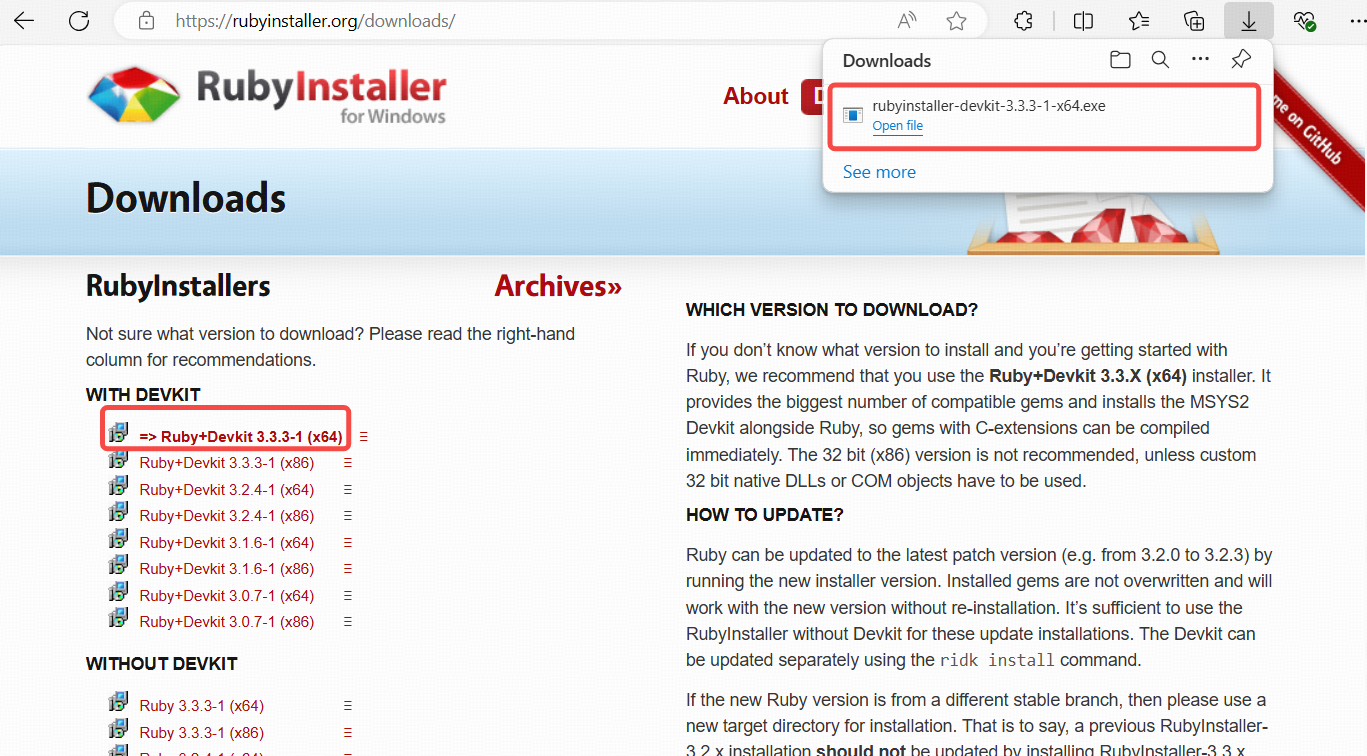 https://rubyinstaller.org/downloads/
Downloads
rubyinstaller-devkit-3.3.3-1-x64.exe
Open file
See more
RubyInstaller
for Windows
About
me on GitHub
Downloads
RubyInstallers
Archives»
Not sure what version to download? Please read the right-hand
column for recommendations.
WITH DEVKIT
=> Ruby+Devkit 3.3.3-1 (x64)
Ruby+Devkit 3.3.3-1 (x86)
Ruby+Devkit 3.2.4-1 (x64)
Ruby+Devkit 3.2.4-1 (x86)
Ruby+Devkit 3.1.6-1 (x64)
Ruby+Devkit 3.1.6-1 (x86)
Ruby+Devkit 3.0.7-1 (x64)
Ruby+Devkit 3.0.7-1 (x86)
WITHOUT DEVKIT
Ruby 3.3.3-1 (x64)
Ruby 3.3.3-1 (x86)
WHICH VERSION TO DOWNLOAD?
If you don’t know what version to install and you’re getting started with
Ruby, we recommend that you use the Ruby+Devkit 3.3.X (x64) installer. It
provides the biggest number of compatible gems and installs the MSYS2
Devkit alongside Ruby, so gems with C-extensions can be compiled
immediately. The 32 bit (x86) version is not recommended, unless custom
32 bit native DLLs or COM objects have to be used.
HOW TO UPDATE?
Ruby can be updated to the latest patch version (e.g. from 3.2.0 to 3.2.3) by
running the new installer version. Installed gems are not overwritten and will
work with the new version without re-installation. It’s sufficient to use the
RubyInstaller without Devkit for these update installations. The Devkit can
be updated separately using the ridk install command.
If the new Ruby version is from a different stable branch, then please use a
new target directory for installation. That is to say, a previous RubyInstaller-
3.2.x installation should not be updated by installing RubyInstaller-3.3.x